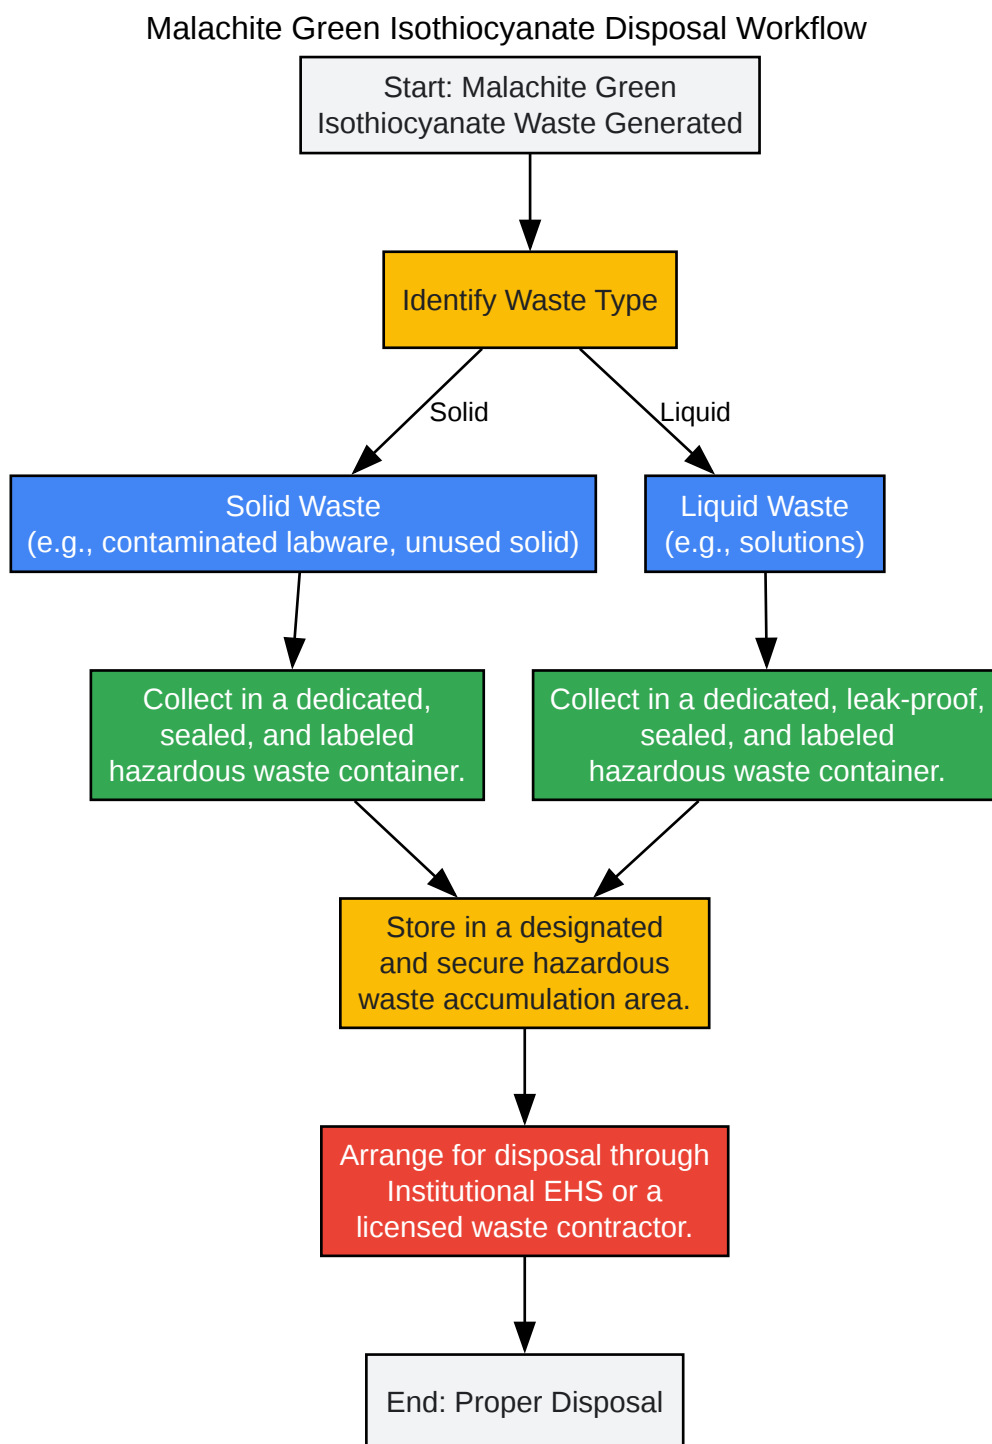 Malachite Green Isothiocyanate Disposal Workflow
Start: Malachite Green
Isothiocyanate Waste Generated
Identify Waste Type
Solid
Liquid
Solid Waste
(e.g., contaminated labware, unused solid)
Liquid Waste
(e.g., solutions)
Collect in a dedicated,
sealed, and labeled
hazardous waste container.
Collect in a dedicated, leak-proof,
sealed, and labeled
hazardous waste container.
Store in a designated
and secure hazardous
waste accumulation area.
Arrange for disposal through
Institutional EHS or a
licensed waste contractor.
End: Proper Disposal